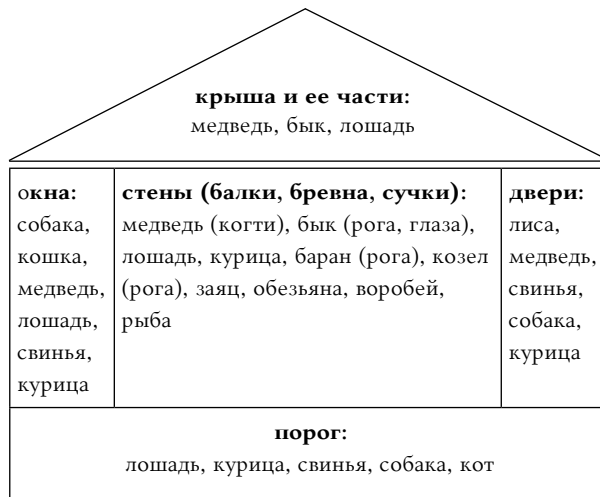 крыша и ее части:
медведь, бык, лошадь
окна:
собака,
кошка,
медведь,
лошадь,
свинья,
курица
стены (балки, бревна, сучки):
медведь (когти), бык (рога, глаза),
лошадь, курица, баран (рога), козел
(рога), заяц, обезьяна, воробей,
рыба
двери:
лиса,
медведь,
свинья,
собака,
курица
порог:
лошадь, курица, свинья, собака, кот